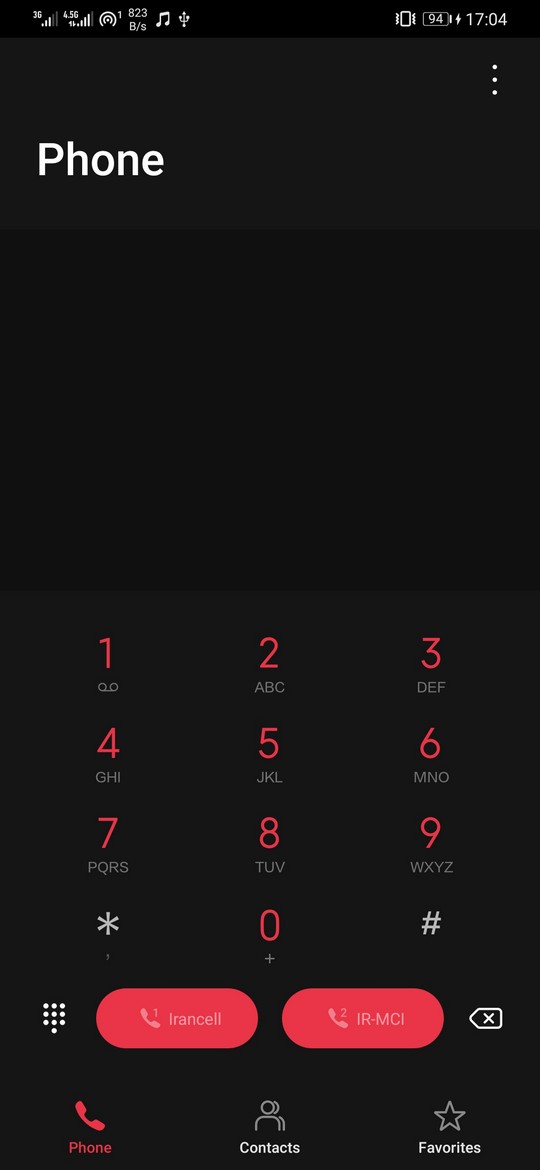 3G 4.5G 1 823 B/s 94 17:04
Phone
1 2 3
ABC DEF
4 5 6
GHI JKL MNO
7 8 9
PQRS TUV WXYZ
* 0 #
, +
1 Irancell 2 IR-MCI
Phone Contacts Favorites